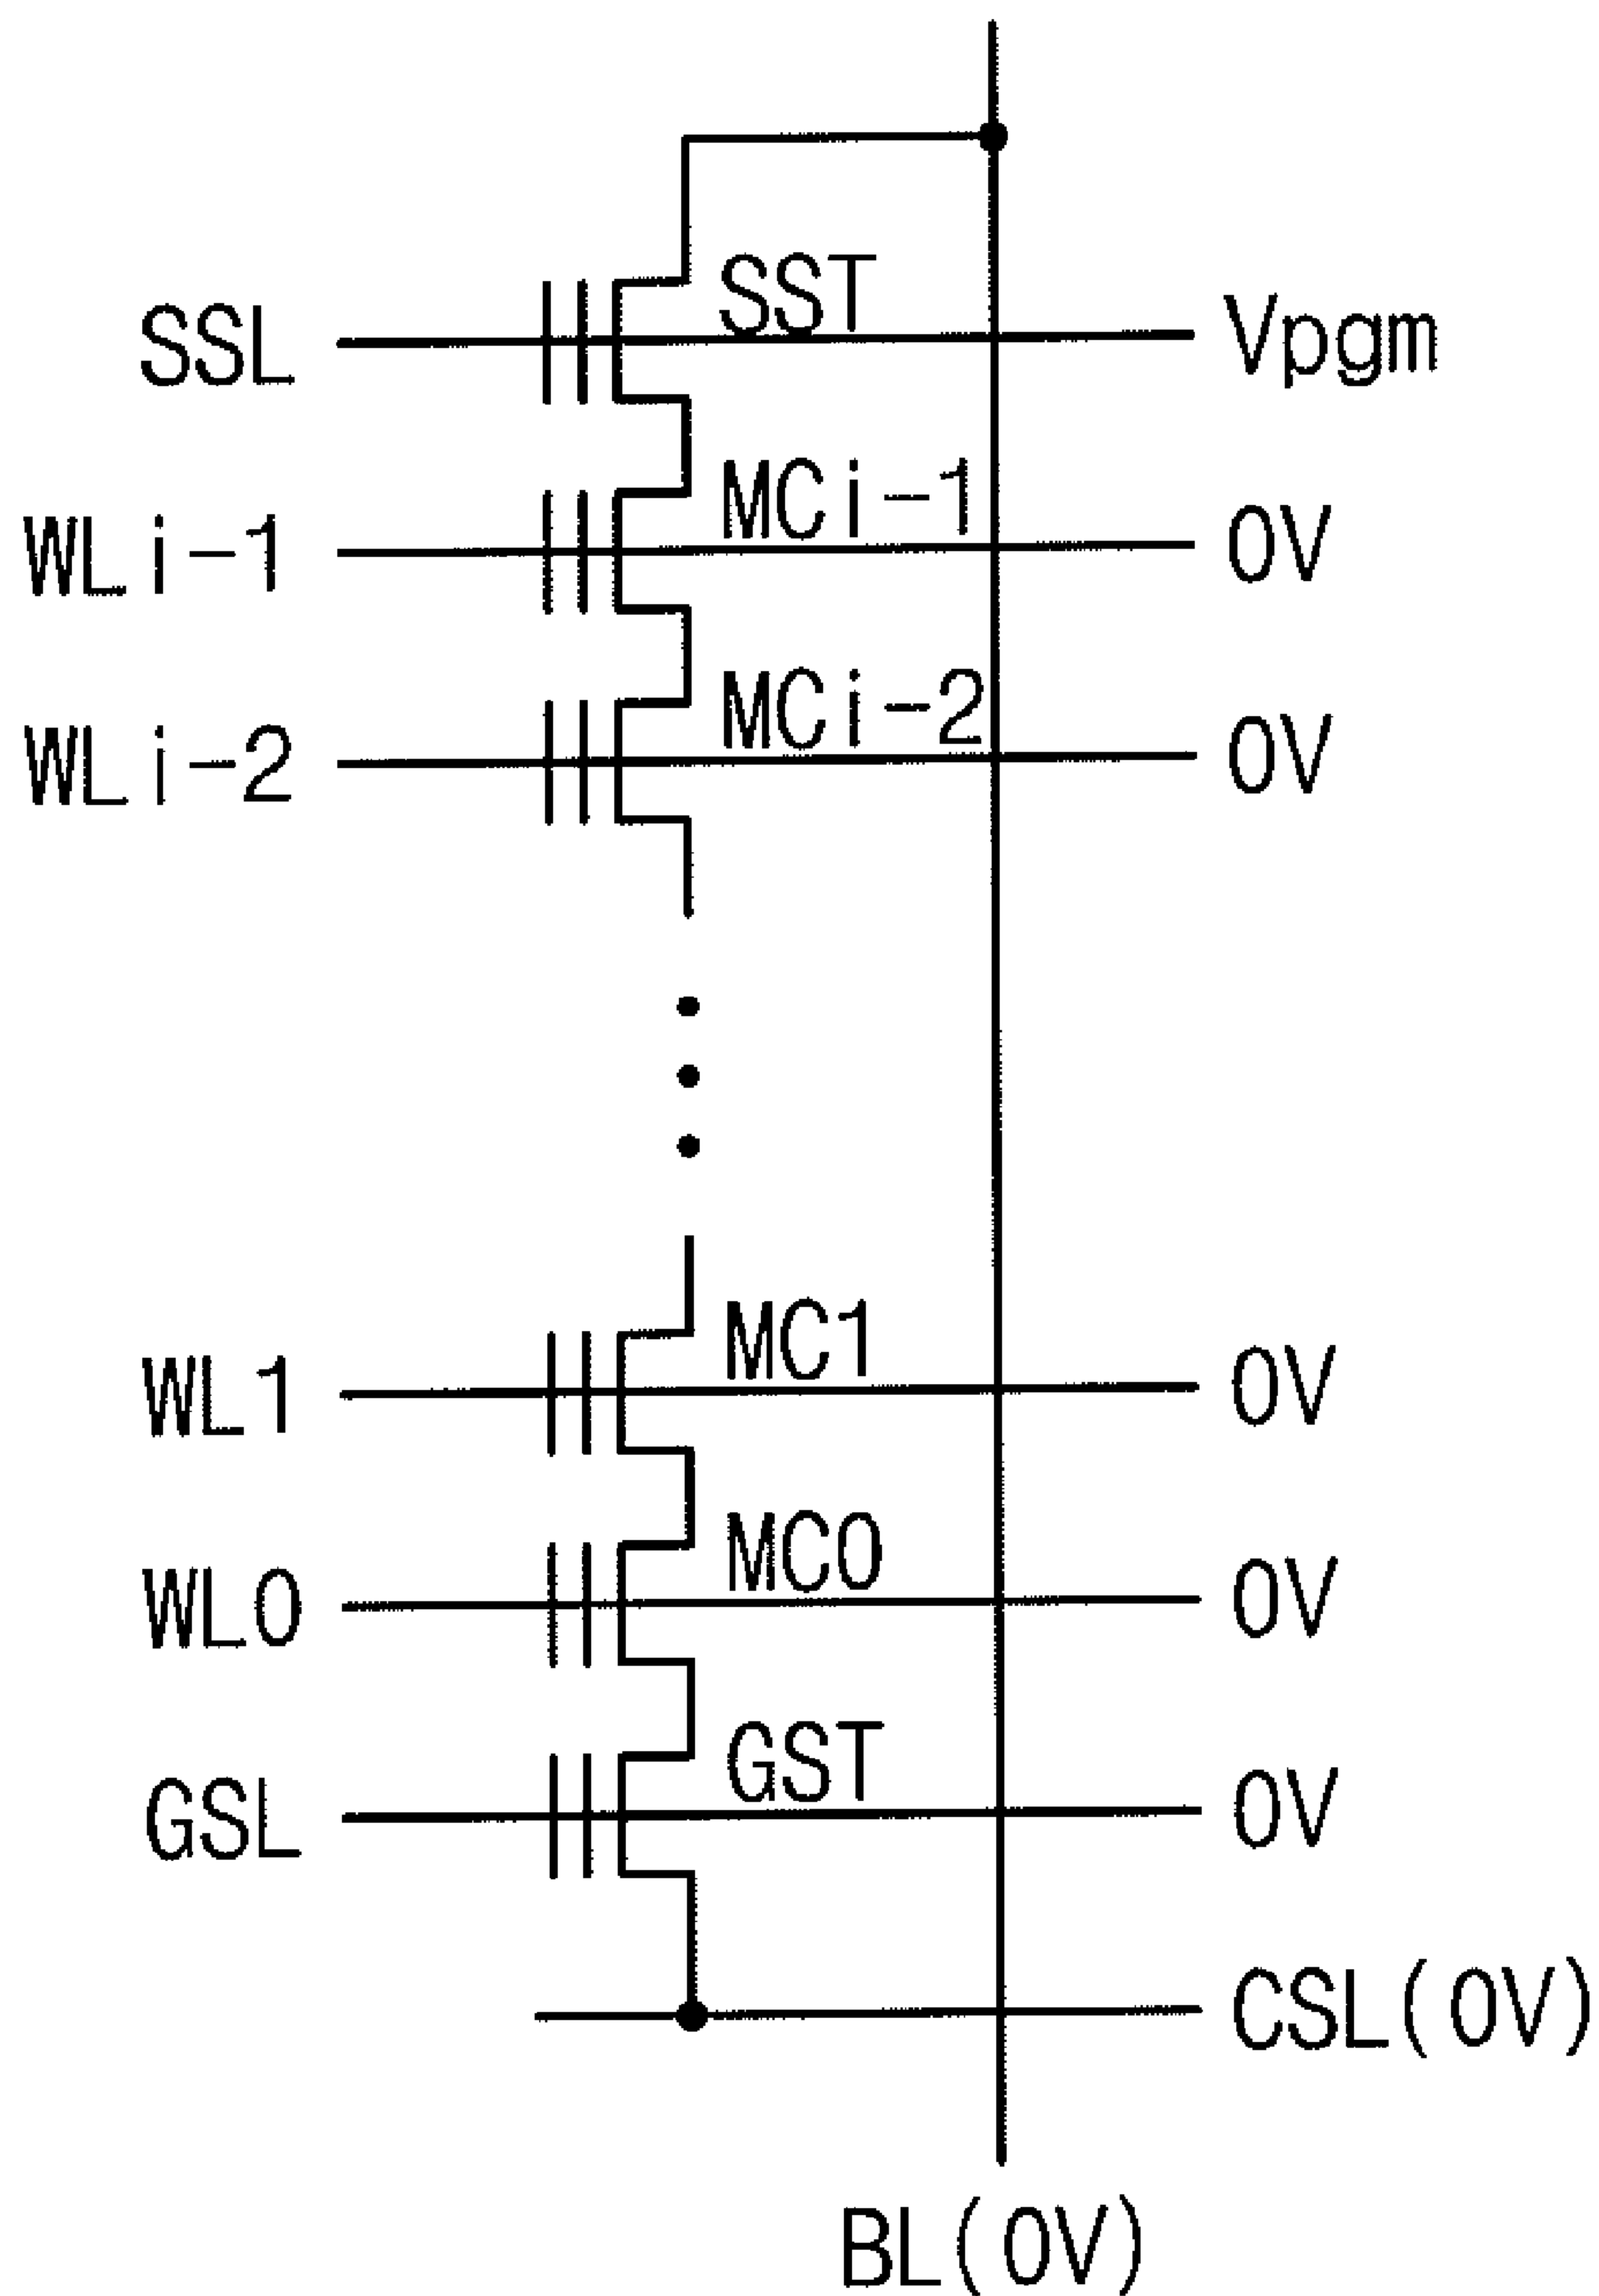 SSL SST Vpgm
WLi-1 MCi-1 0V
WLi-2 MCi-2 0V
WL1 MC1 0V
WL0 MC0 0V
GSL GST 0V
CSL(0V)
BL(0V)